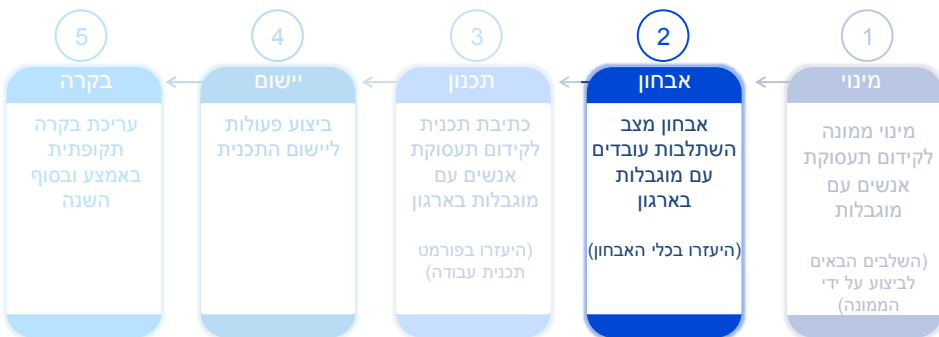 1
מינוי
מינוי ממונה
לקידום תעסוקת
אנשים עם
מוגבלות
(השלבים הבאים
לביצוע על ידי
הממונה)
2
אבחון
אבחון מצב
השתלבות עובדים
עם מוגבלות
בארגון
(היעזרו בכלי האבחון)
3
תכנון
כתיבת תכנית
לקידום תעסוקת
אנשים עם
מוגבלות בארגון
(היעזרו בפורמט
תכנית עבודה)
4
יישום
ביצוע פעולות
ליישום התכנית
5
בקרה
עריכת בקרה
תקופתית
באמצע ובסוף
השנה